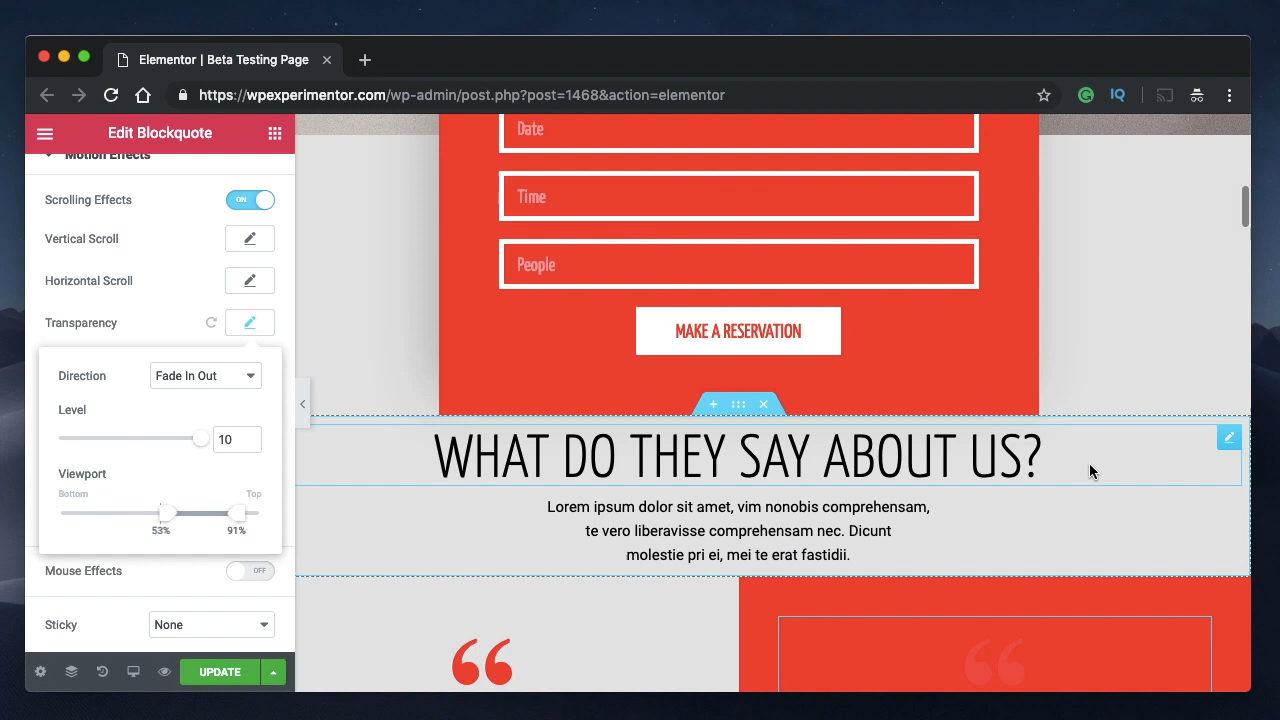 Elementor | Beta Testing Page
https://wpexperimentor.com/wp-admin/post.php?post=1468&action=elementor
IQ
Edit Blockquote
Motion Effects
Scrolling Effects
ON
Vertical Scroll
Horizontal Scroll
Transparency
Direction
Fade In Out
Level
10
Viewport
Bottom
Top
53%
91%
Mouse Effects
OFF
Sticky
None
UPDATE
Date
Time
People
MAKE A RESERVATION
WHAT DO THEY SAY ABOUT US?
Lorem ipsum dolor sit amet, vim nonobis comprehensam,
te vero liberavisse comprehensam nec. Dicunt
molestie pri ei, mei te erat fastidii.